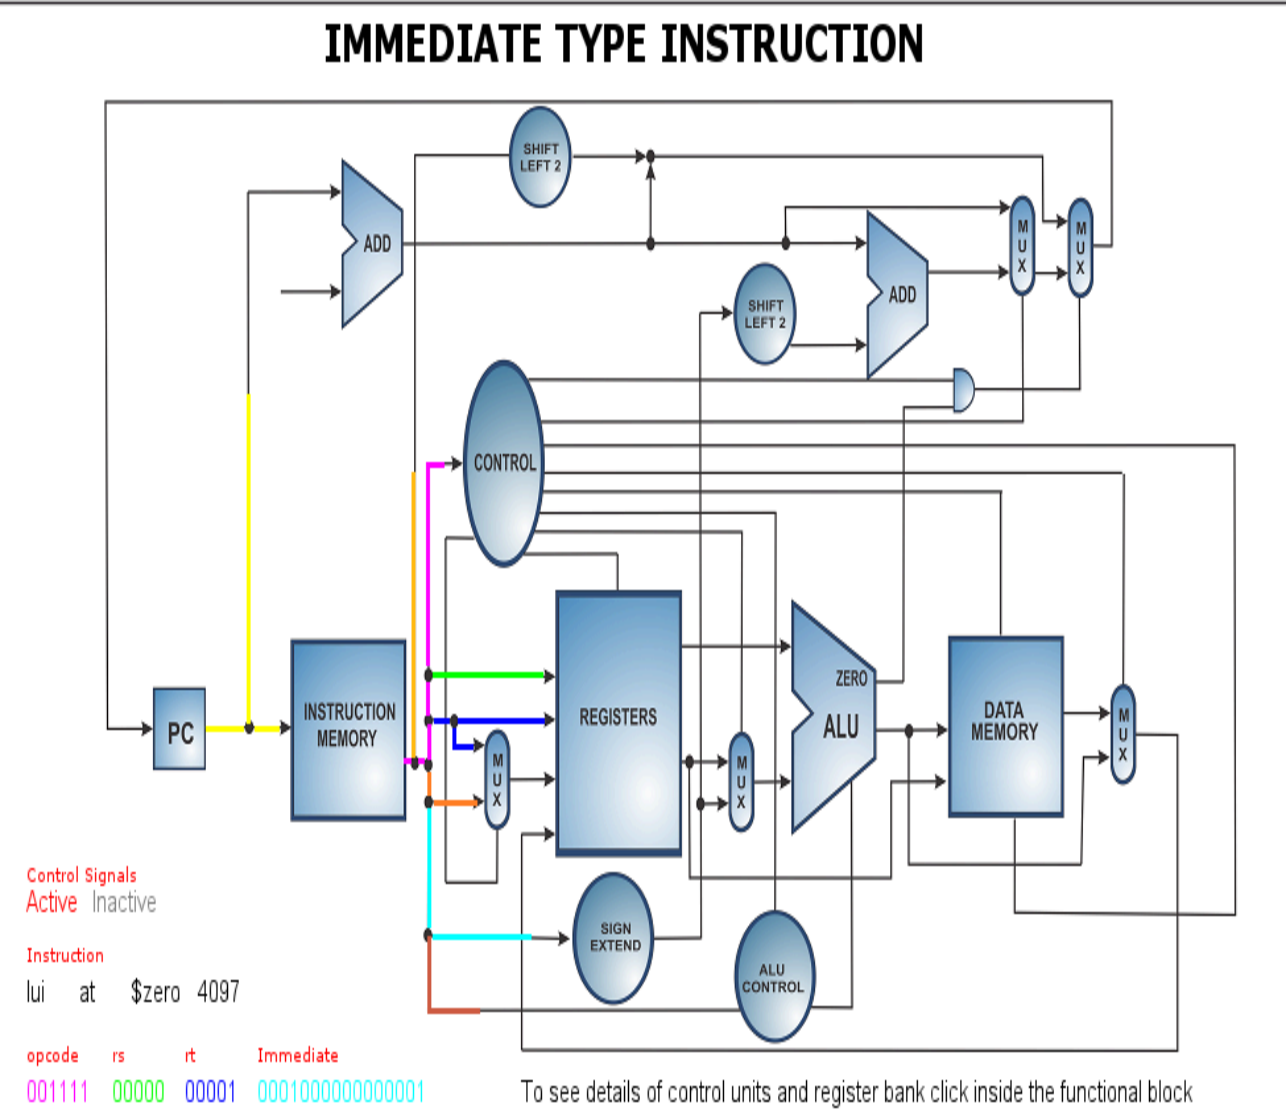 IMMEDIATE TYPE INSTRUCTION
SHIFT
LEFT 2
ADD
MUX
MUX
SHIFT
LEFT 2
ADD
CONTROL
PC
INSTRUCTION
MEMORY
MUX
REGISTERS
MUX
ZERO
ALU
DATA
MEMORY
MUX
SIGN
EXTEND
ALU
CONTROL
Control Signals
Active Inactive
Instruction
lui at $zero 4097
opcode rs rt Immediate
001111 00000 00001 0001000000000001
To see details of control units and register bank click inside the functional block